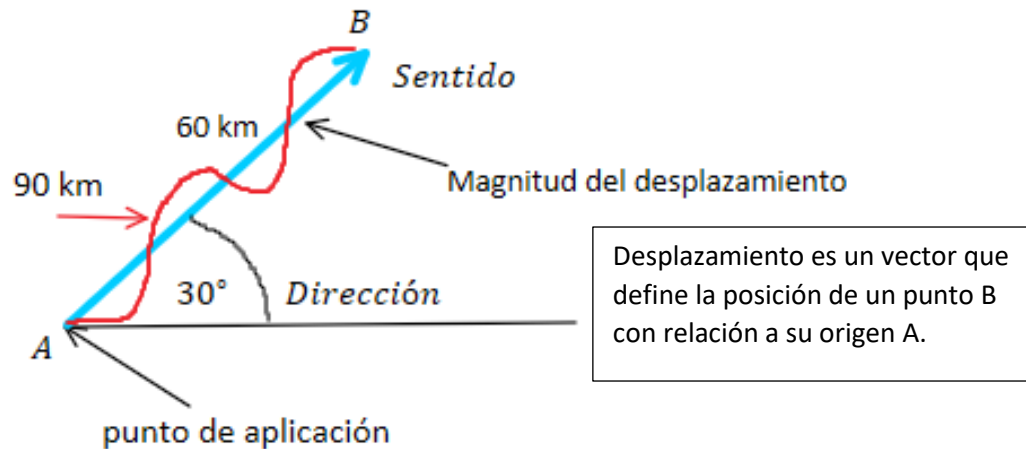 B
Sentido
60 km
90 km
Magnitud del desplazamiento
30°
Dirección
A
punto de aplicación
Desplazamiento es un vector que
define la posición de un punto B
con relación a su origen A.